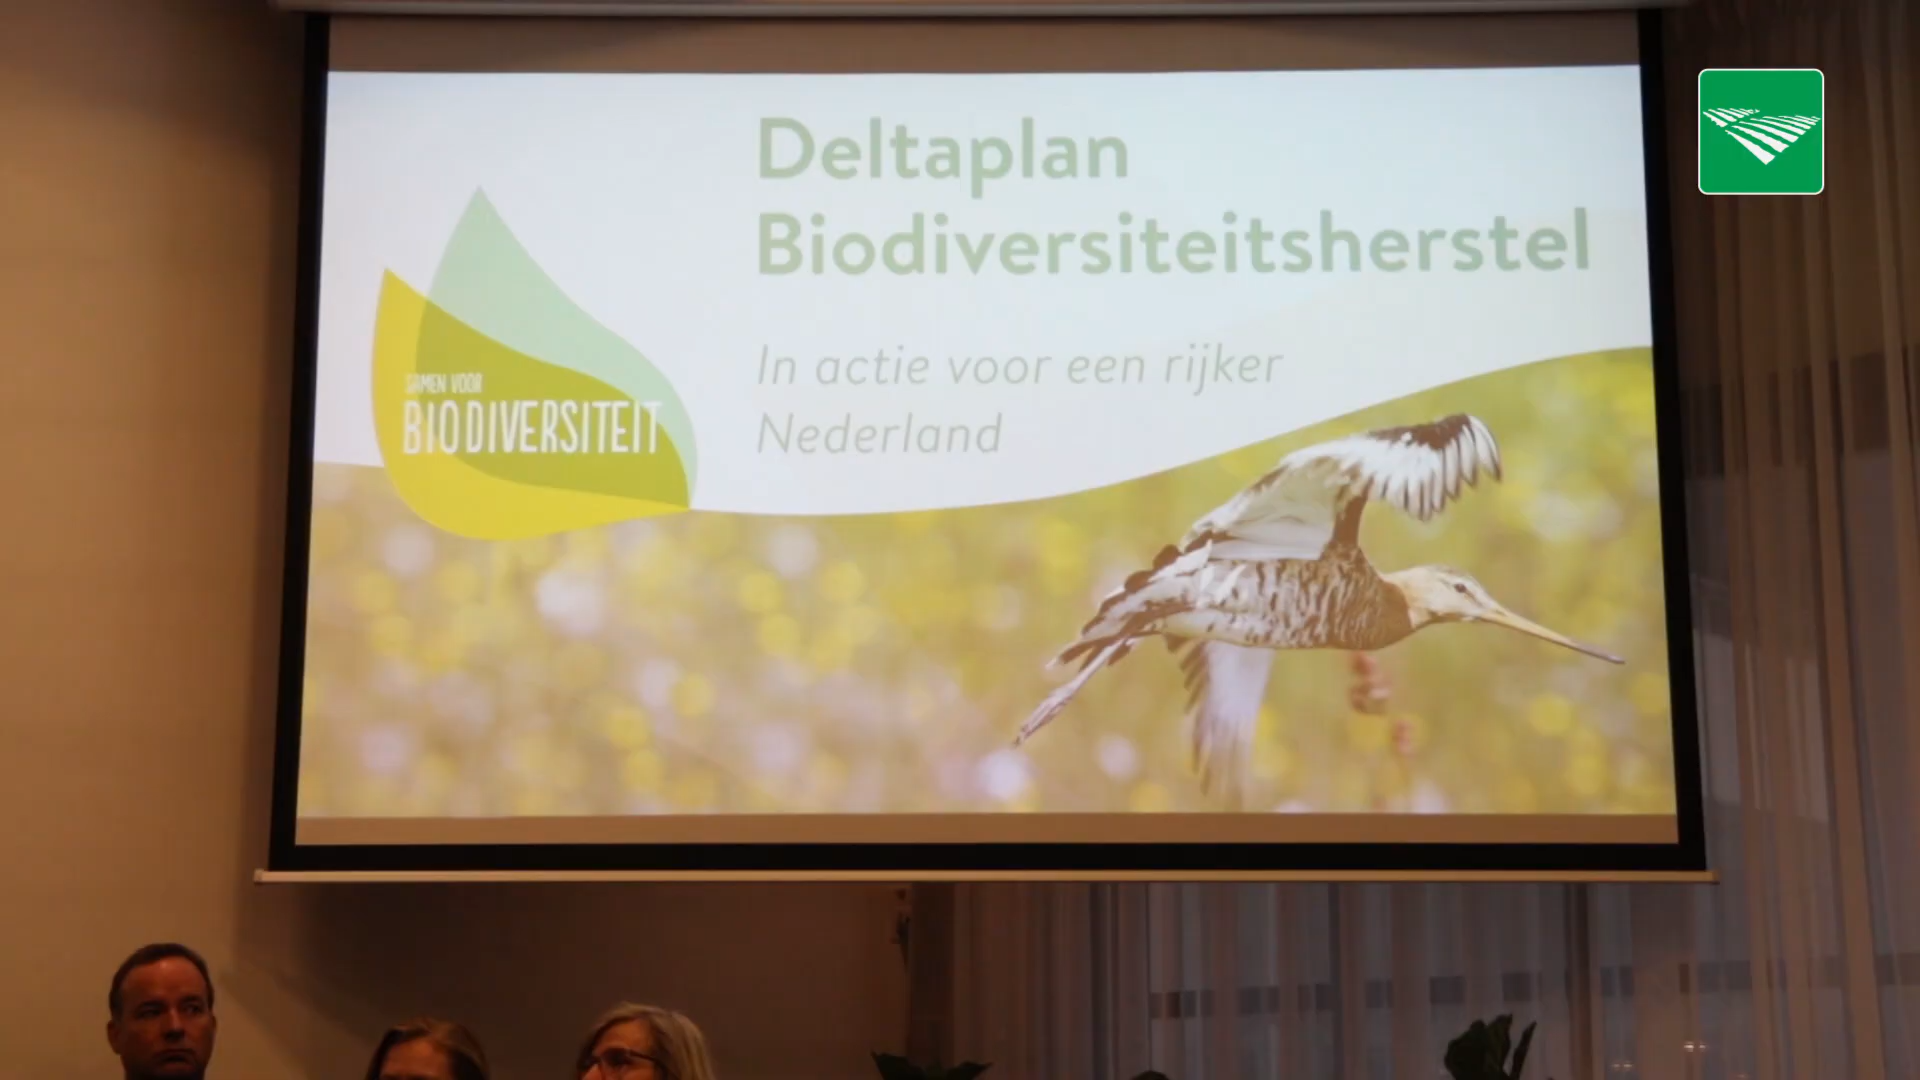 Deltaplan
Biodiversiteitsherstel
In actie voor een rijker
Nederland
SAMEN VOOR
BIODIVERSITEIT